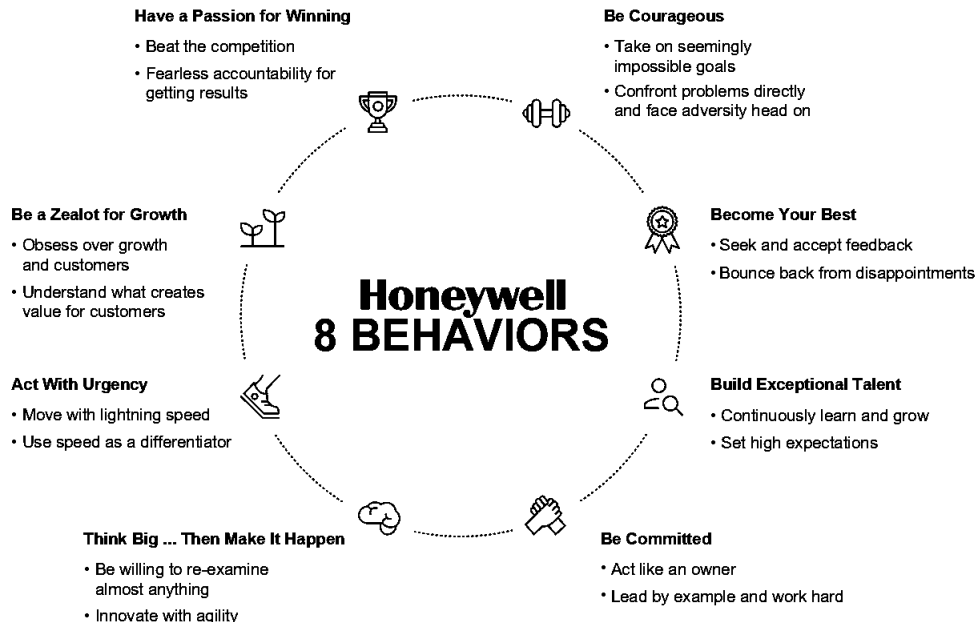 Have a Passion for Winning
• Beat the competition
• Fearless accountability for
getting results
Be Courageous
• Take on seemingly
impossible goals
• Confront problems directly
and face adversity head on
Be a Zealot for Growth
• Obsess over growth
and customers
• Understand what creates
value for customers
Become Your Best
• Seek and accept feedback
• Bounce back from disappointments
Honeywell
8 BEHAVIORS
Act With Urgency
• Move with lightning speed
• Use speed as a differentiator
Build Exceptional Talent
• Continuously learn and grow
• Set high expectations
Think Big ... Then Make It Happen
• Be willing to re-examine
almost anything
• Innovate with agility
Be Committed
• Act like an owner
• Lead by example and work hard